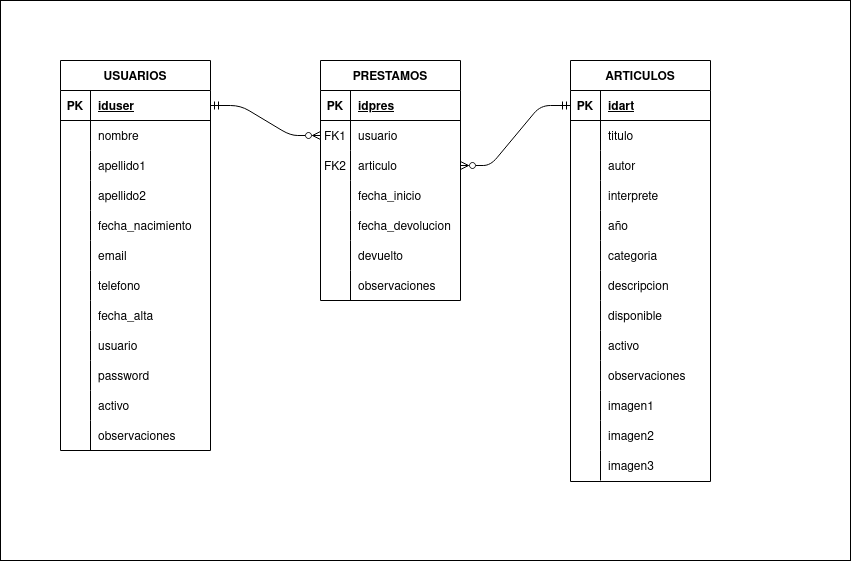 USUARIOS
PK iduser
nombre
apellido1
apellido2
fecha_nacimiento
email
telefono
fecha_alta
usuario
password
activo
observaciones
PRESTAMOS
PK idpres
FK1 usuario
FK2 articulo
fecha_inicio
fecha_devolucion
devuelto
observaciones
ARTICULOS
PK idart
titulo
autor
interprete
año
categoria
descripcion
disponible
activo
observaciones
imagen1
imagen2
imagen3